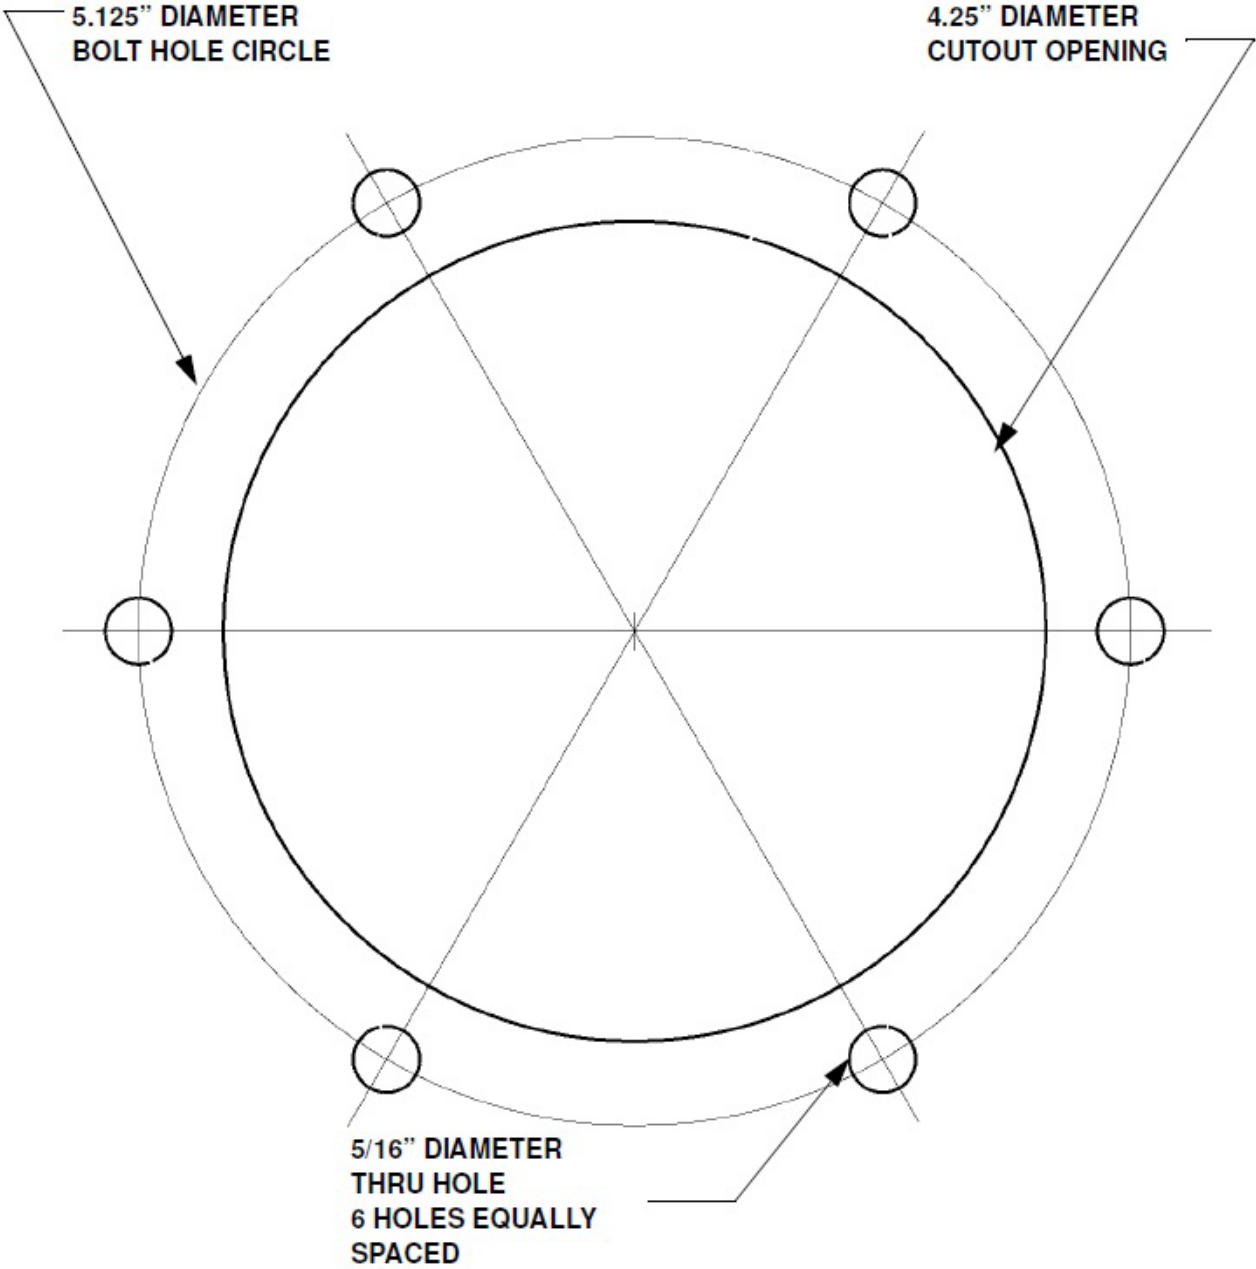 5.125” DIAMETER
BOLT HOLE CIRCLE
4.25” DIAMETER
CUTOUT OPENING
5/16” DIAMETER
THRU HOLE
6 HOLES EQUALLY
SPACED